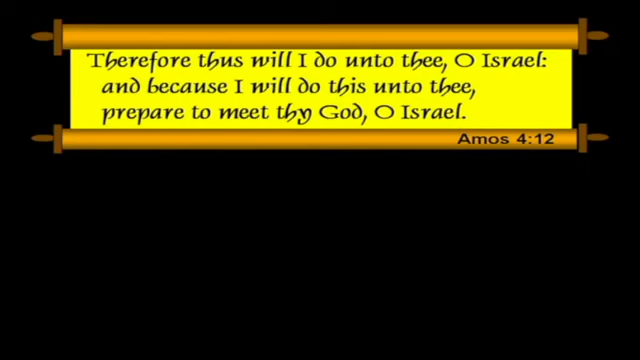 Therefore thus will I do unto thee, O Israel:
and because I will do this unto thee,
prepare to meet thy God, O Israel.
Amos 4:12